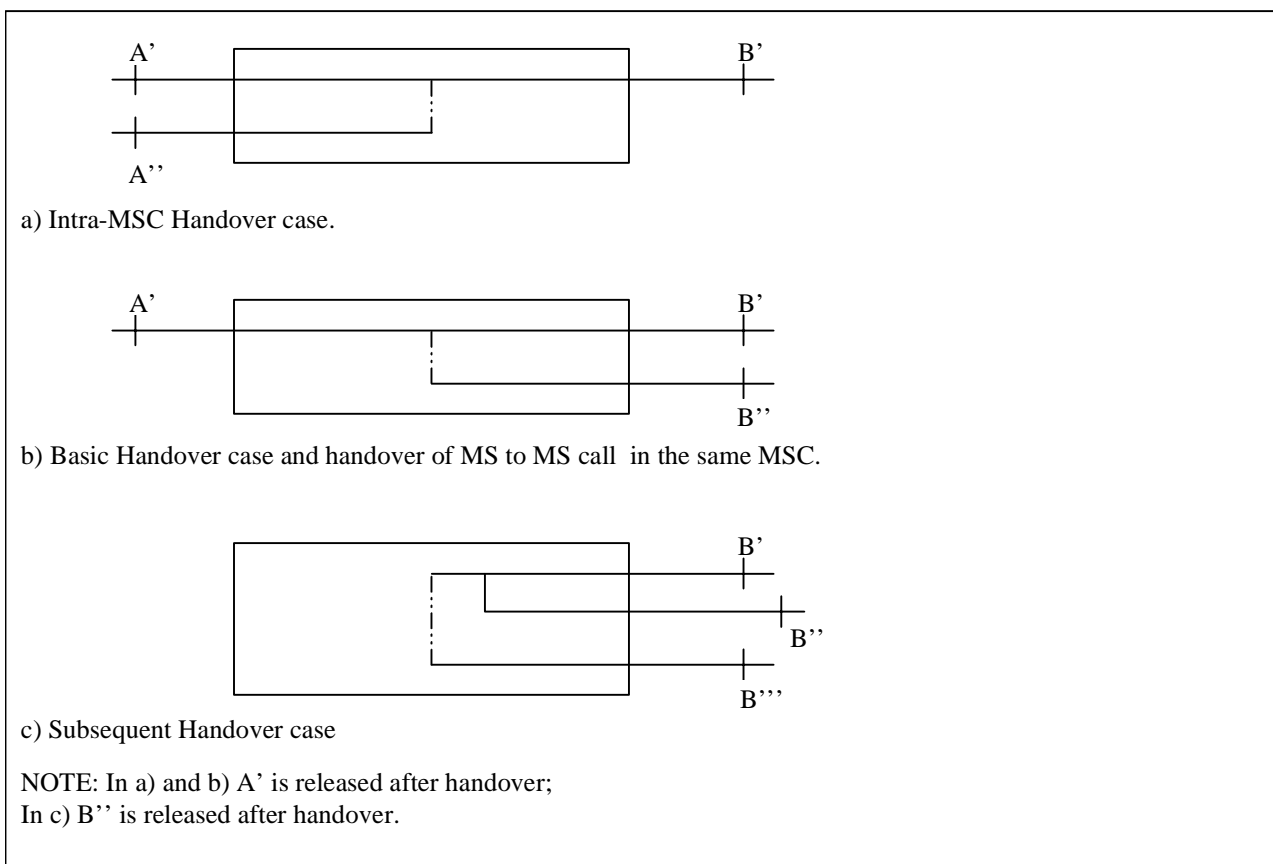 A’ B’
A’’
a) Intra-MSC Handover case.
A’ B’
B’’
b) Basic Handover case and handover of MS to MS call  in the same MSC.
B’
B’’
B’’’
c) Subsequent Handover case
NOTE: In a) and b) A’ is released after handover;
In c) B’’ is released after handover.